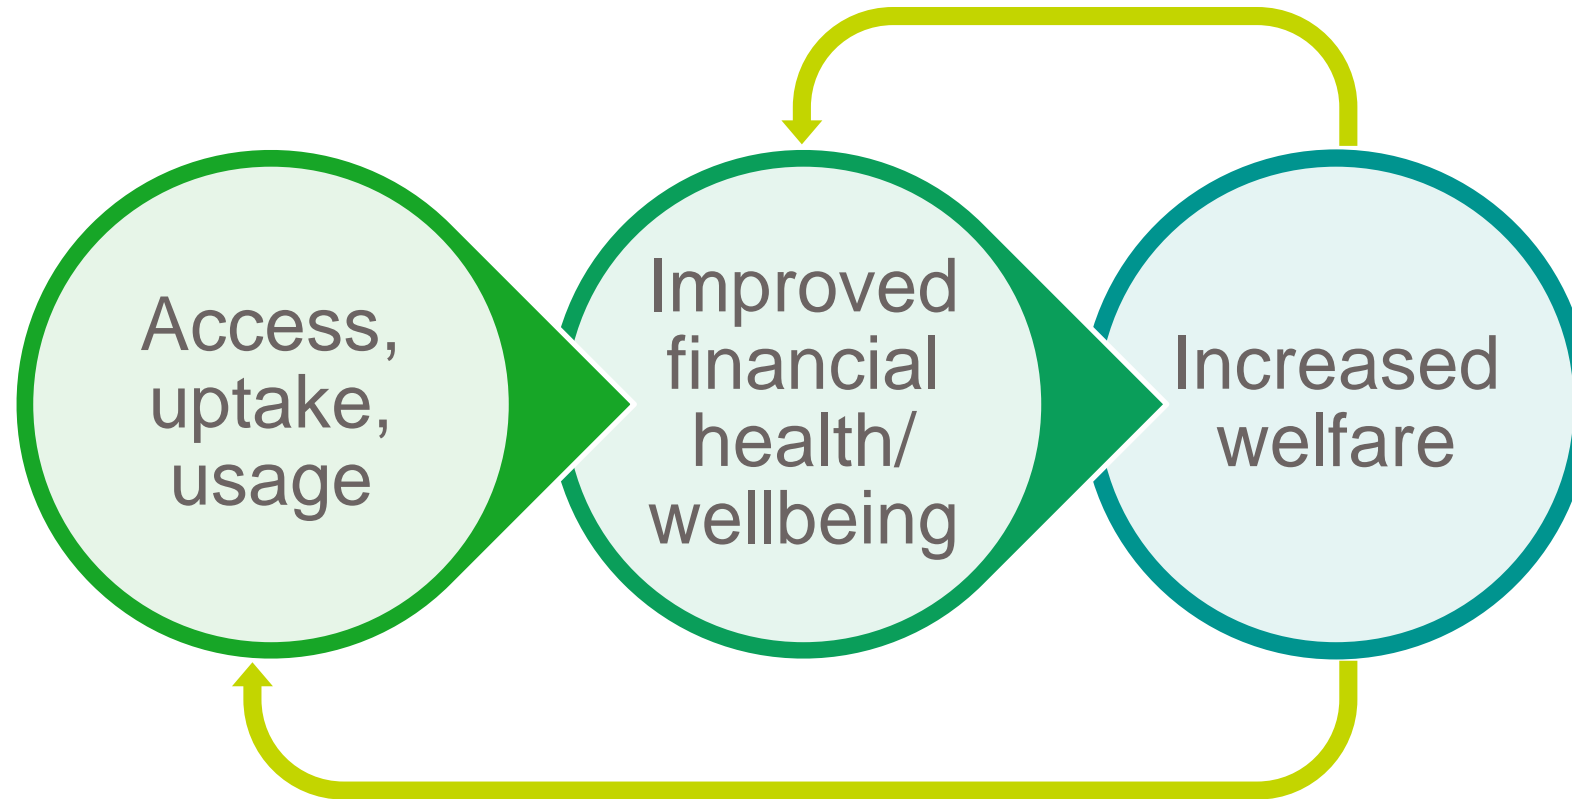 Access,
uptake,
usage
Improved
financial
health/
wellbeing
Increased
welfare